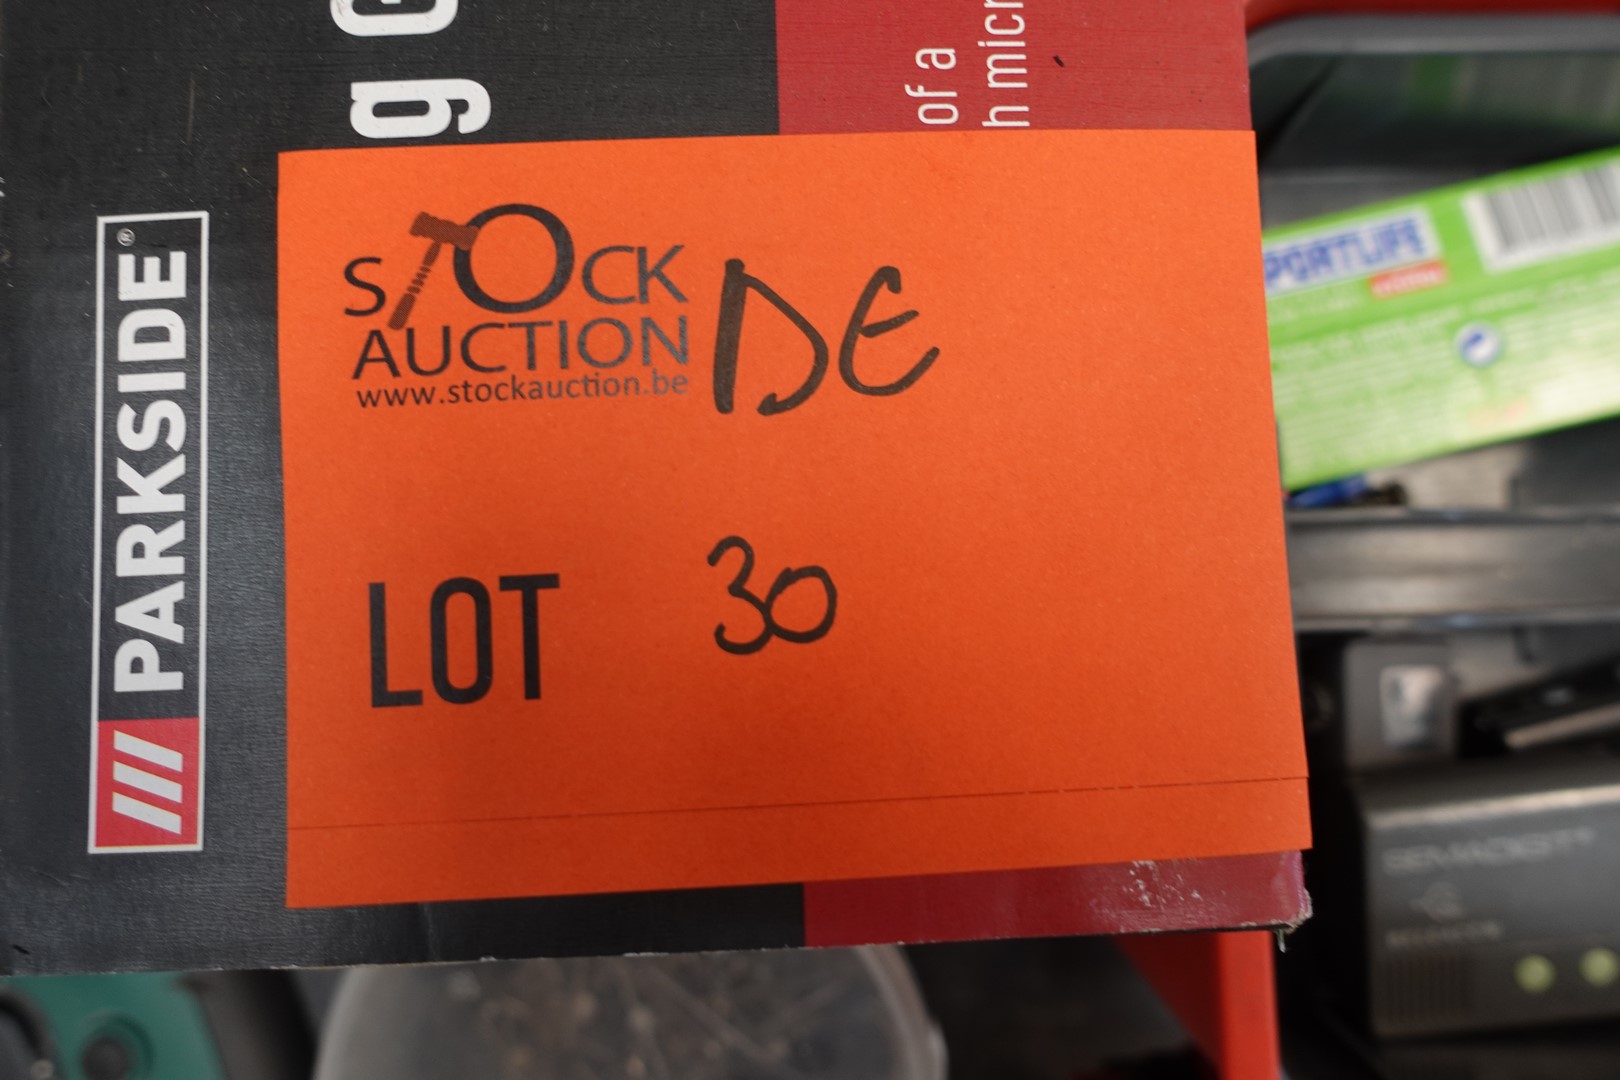 g
of a
h micr
PARKSIDE®
STOCK
AUCTION
www.stockauction.be
DE
LOT 30
SPORTLIFE